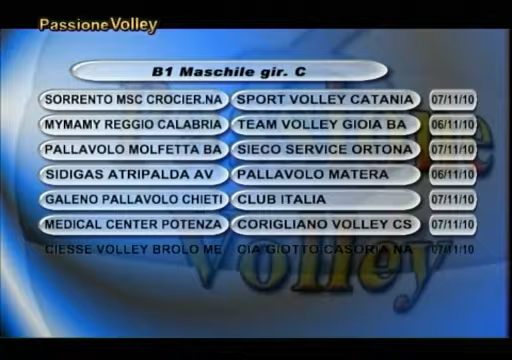 PassioneVolley
B1 Maschile gir. C
SORRENTO MSC CROCIER.NA SPORT VOLLEY CATANIA 07/11/10
MYMAMY REGGIO CALABRIA TEAM VOLLEY GIOIA BA 06/11/10
PALLAVOLO MOLFETTA BA SIECO SERVICE ORTONA 07/11/10
SIDIGAS ATRIPALDA AV PALLAVOLO MATERA 06/11/10
GALENO PALLAVOLO CHIETI CLUB ITALIA 07/11/10
MEDICAL CENTER POTENZA CORIGLIANO VOLLEY CS 07/11/10
CIESSE VOLLEY BROLO ME GIA GIOTTO CASORIA NA 07/11/10
Volley